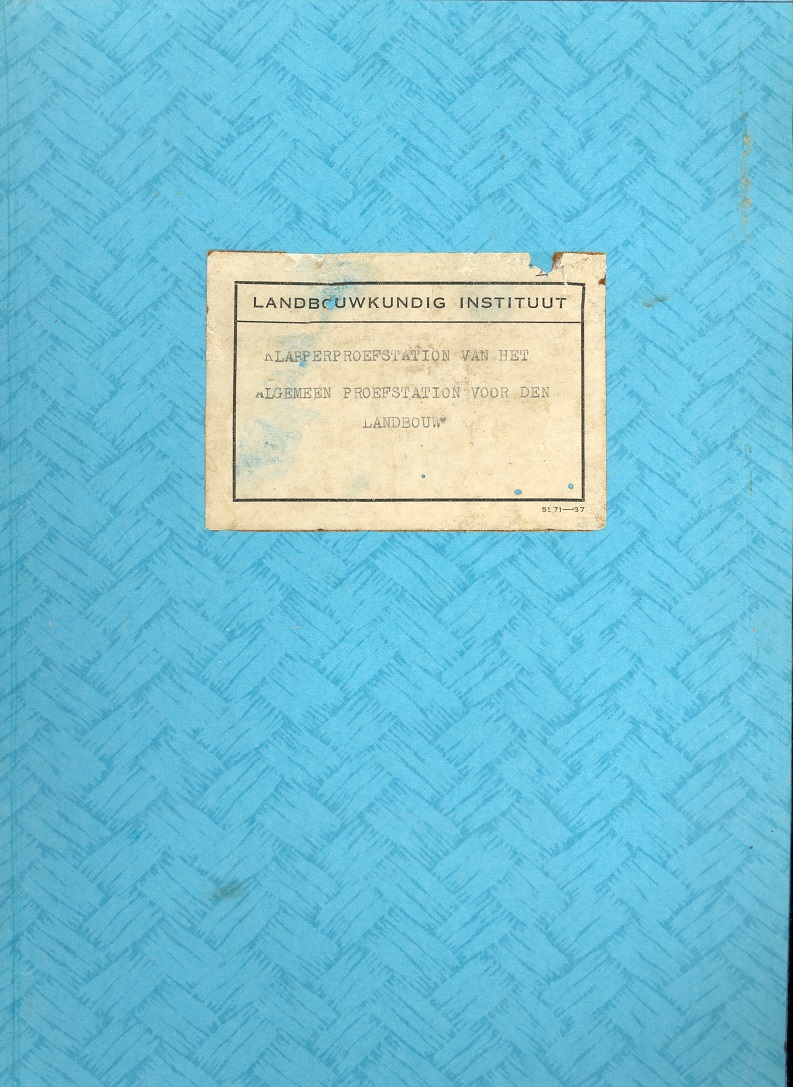 LANDBOUWKUNDIG INSTITUUT
KLAPPERPROEFSTATION VAN HET
ALGEMEEN PROEFSTATION VOOR DEN
LANDBOUW